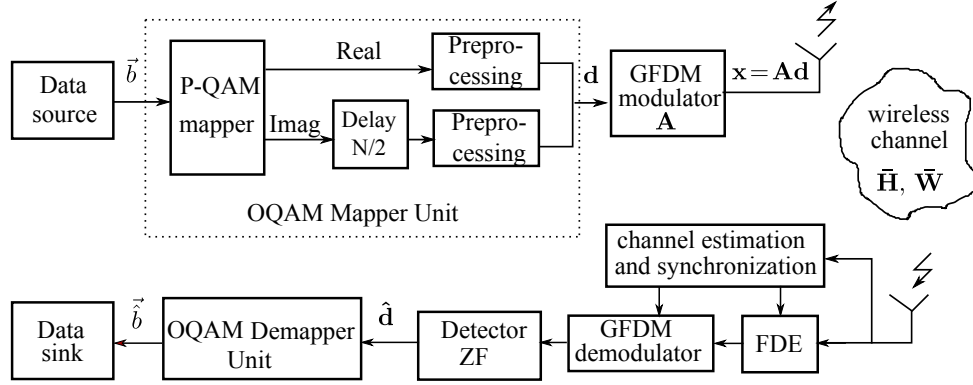 Data
source
b⃗
P-QAM
mapper
Real
Imag
Delay
N/2
Prepro-
cessing
Prepro-
cessing
OQAM Mapper Unit
d
GFDM
modulator
A
x = Ad
wireless
channel
H̄, W̄
channel estimation
and synchronization
Data
sink
b̂⃗
OQAM Demapper
Unit
d̂
Detector
ZF
GFDM
demodulator
FDE